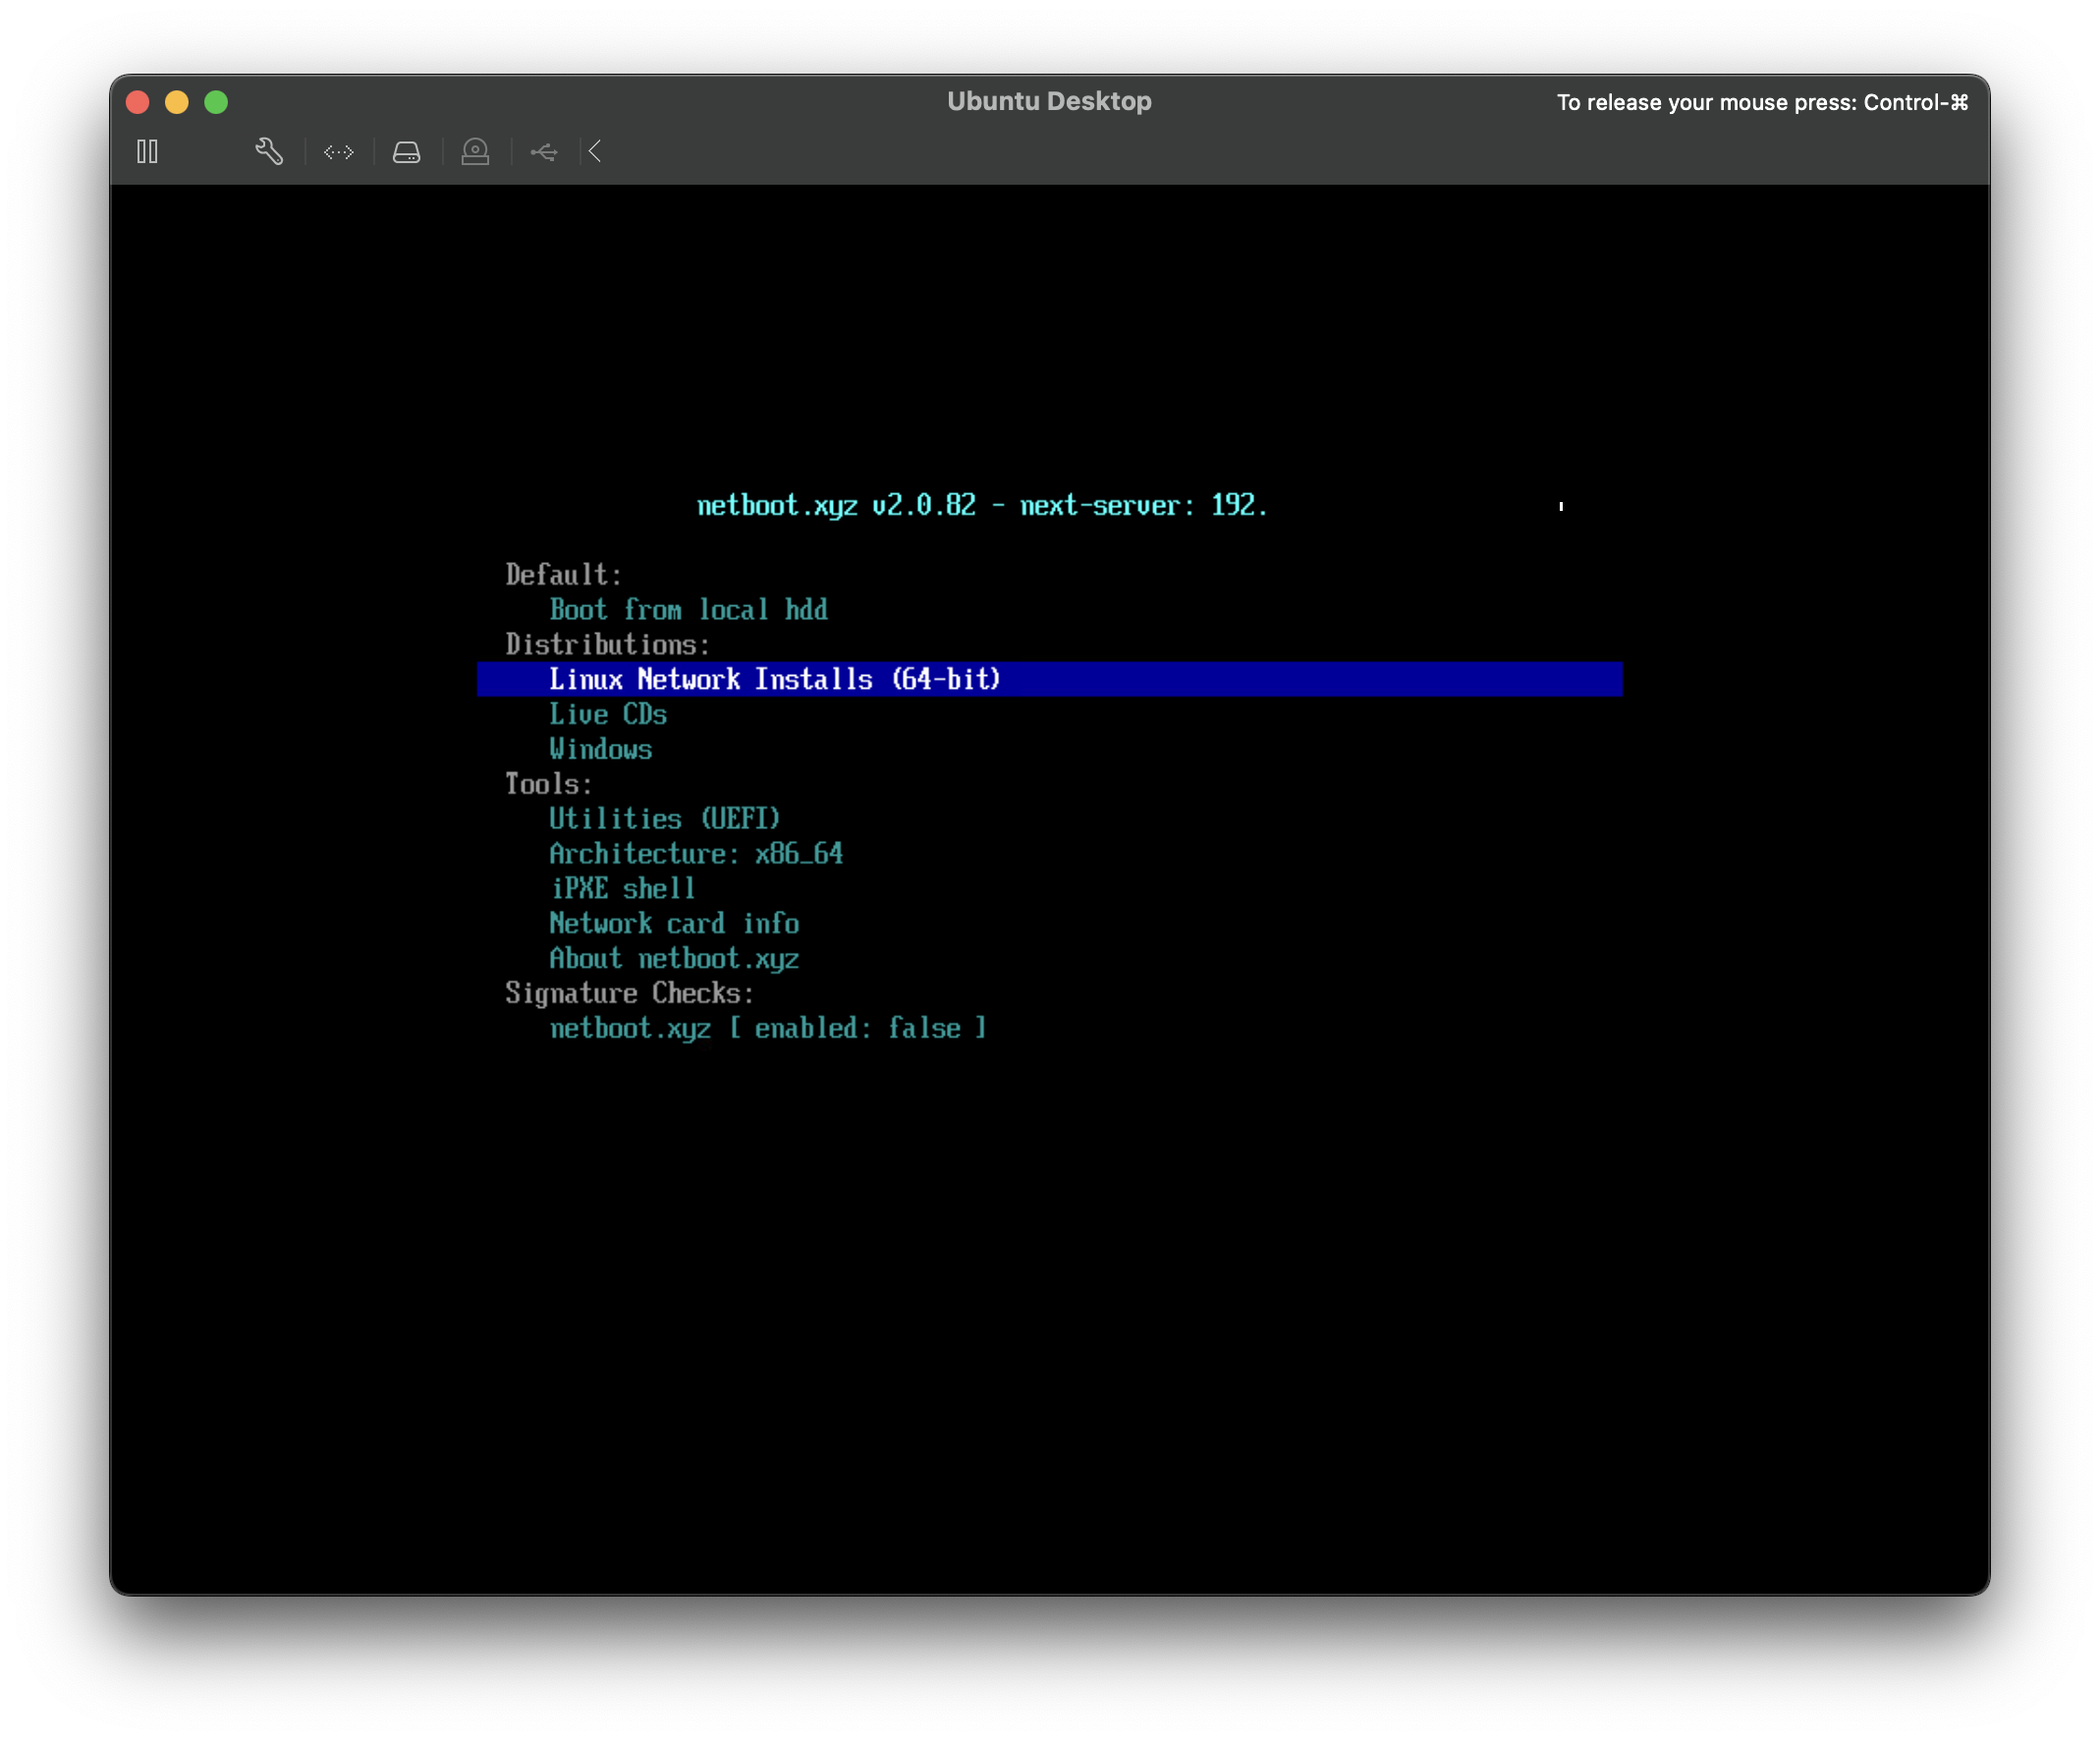 Ubuntu Desktop
To release your mouse press: Control-⌘
netboot.xyz v2.0.82 - next-server: 192.
Default:
Boot from local hdd
Distributions:
Linux Network Installs (64-bit)
Live CDs
Windows
Tools:
Utilities (UEFI)
Architecture: x86_64
iPXE shell
Network card info
About netboot.xyz
Signature Checks:
netboot.xyz [ enabled: false ]